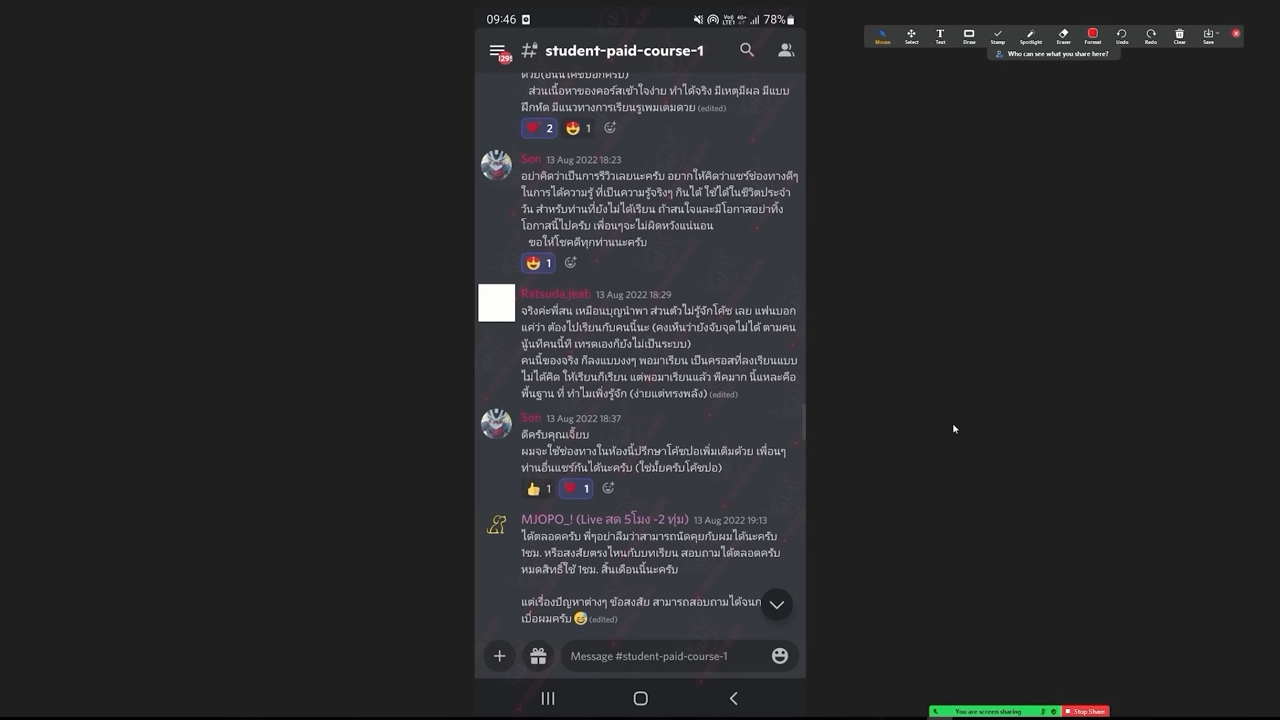 09:46
78%
Mouse
Select
Text
Draw
Stamp
Spotlight
Eraser
Format
Undo
Redo
Clear
Save
Who can see what you share here?
# student-paid-course-1
ส่วนเนื้อหาของคอร์สเข้าใจง่าย ทำได้จริง มีเหตุมีผล มีแบบ
ฝึกหัด มีแนวทางการเรียนรู้เพิ่มเติมด้วย (edited)
2
1
Son 13 Aug 2022 18:23
อย่าคิดว่าเป็นการรีวิวเลยนะครับ อยากให้คิดว่าแชร์ช่องทางดีๆ
ในการได้ความรู้ ที่เป็นความรู้จริงๆ กินได้ ใช้ได้ในชีวิตประจำ
วัน สำหรับท่านที่ยังไม่ได้เรียน ถ้าสนใจและมีโอกาสอย่าทิ้ง
โอกาสนี้ไปครับ เพื่อนๆจะไม่ผิดหวังแน่นอน
ขอให้โชคดีทุกท่านนะครับ
1
Ratsuda.jeab 13 Aug 2022 18:29
จริงค่ะพี่สน เหมือนบุญนำพา ส่วนตัวไม่รู้จักโค้ช เลย แฟนบอก
แค่ว่า ต้องไปเรียนกับคนนี้นะ (คงเห็นว่ายังจับจุดไม่ได้ ตามคน
นู้นทีคนนี้ที เทรดเองก็ยังไม่เป็นระบบ)
คนนี้ของจริง ก็ลงแบบงงๆ พอมาเรียน เป็นครอสที่ลงเรียนแบบ
ไม่ได้คิด ให้เรียนก็เรียน แต่พอมาเรียนแล้ว พีคมาก นี้แหละคือ
พื้นฐาน ที่ ทำไมเพิ่งรู้จัก (ง่ายแต่ทรงพลัง) (edited)
Son 13 Aug 2022 18:37
ดีครับคุณเจี๊ยบ
ผมจะใช้ช่องทางในห้องนี้ปรึกษาโค้ชปอเพิ่มเติมด้วย เพื่อนๆ
ท่านอื่นแชร์กันได้นะครับ (ใช่มั้ยครับโค้ชปอ)
1
1
MJOPO_! (Live สด 5โมง -2 ทุ่ม) 13 Aug 2022 19:13
ได้ตลอดครับ พี่ๆอย่าลืมว่าสามารถนัดคุยกับผมได้นะครับ
1ชม. หรือสงสัยตรงไหนกับบทเรียน สอบถามได้ตลอดครับ
หมดสิทธิ์ใช้ 1ชม. สิ้นเดือนนี้นะครับ
แต่เรื่องปัญหาต่างๆ ข้อสงสัย สามารถสอบถามได้จนก
เบื่อผมครับ 😅 (edited)
Message #student-paid-course-1
You are screen sharing
Stop Share